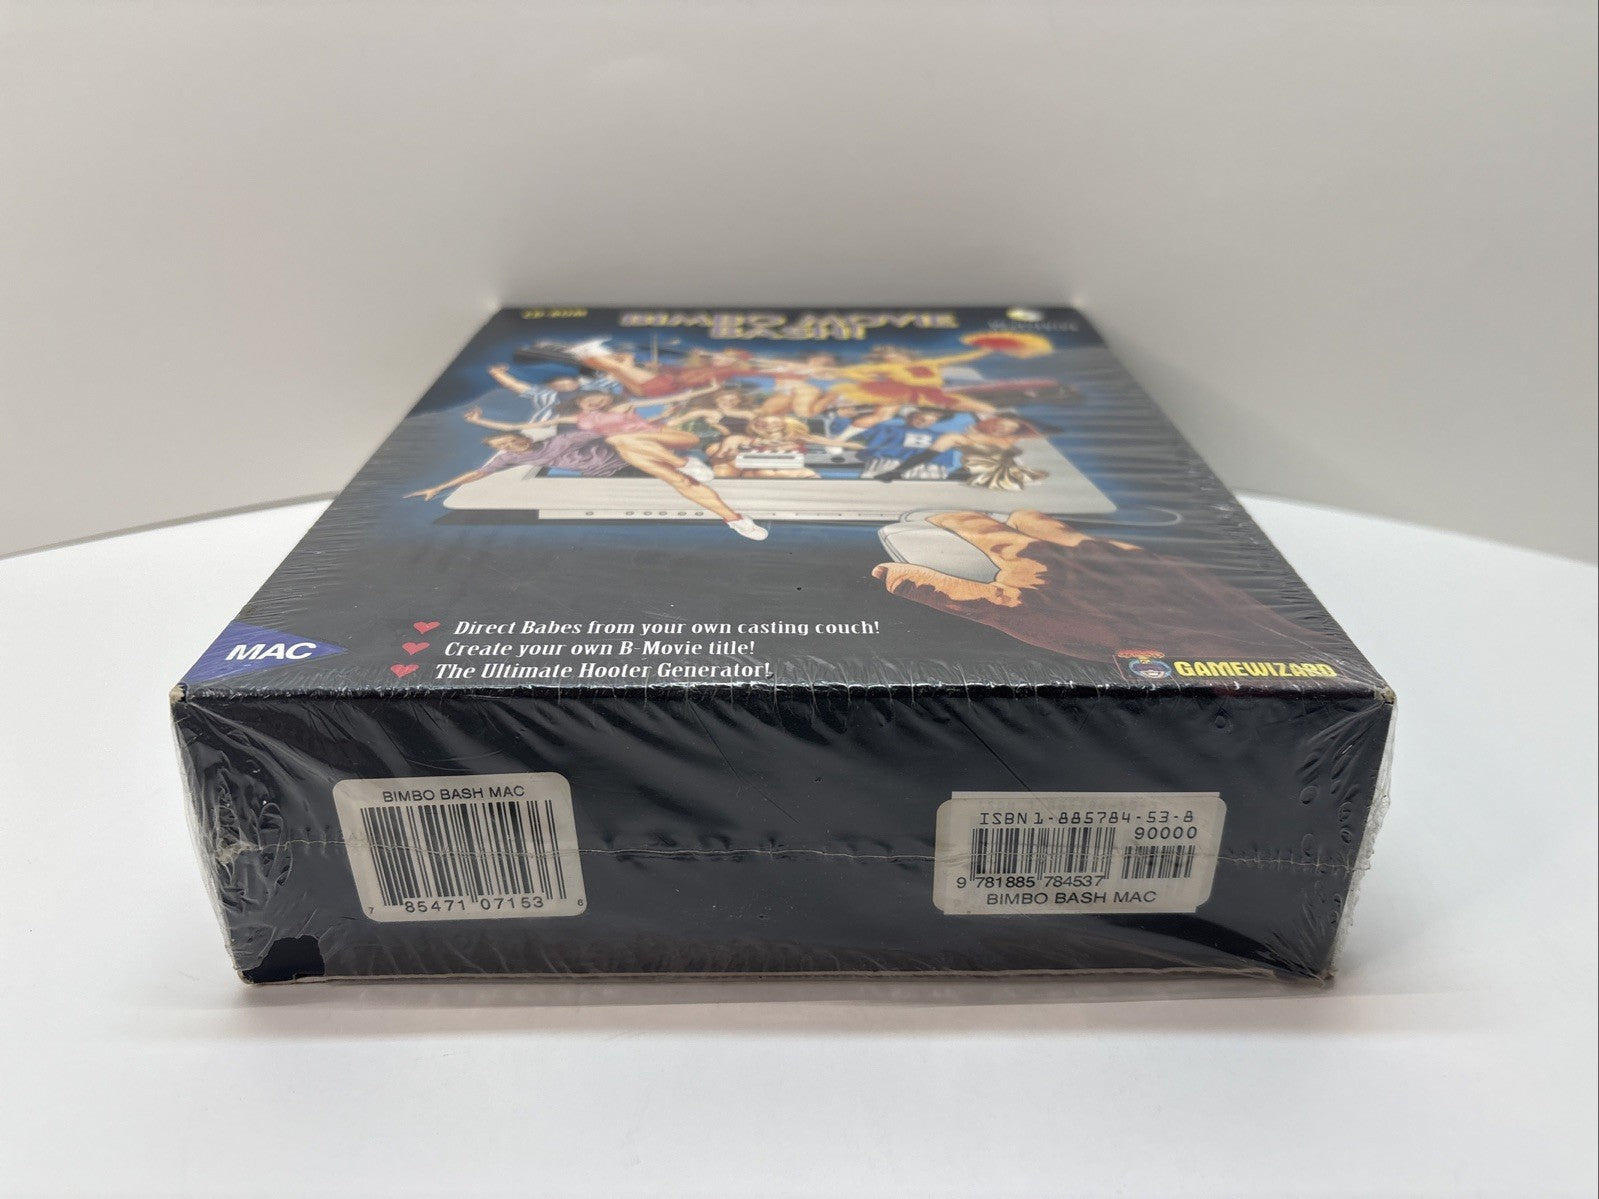 CD-ROM
BIMBO MOVIE
BASH!
B
Direct Babes from your own casting couch!
Create your own B-Movie title!
The Ultimate Hooter Generator!
MAC
GAMEWIZARD
BIMBO BASH MAC
7 85471 07153 6
ISBN 1-885784-53-8
90000
9 781885 784537
BIMBO BASH MAC